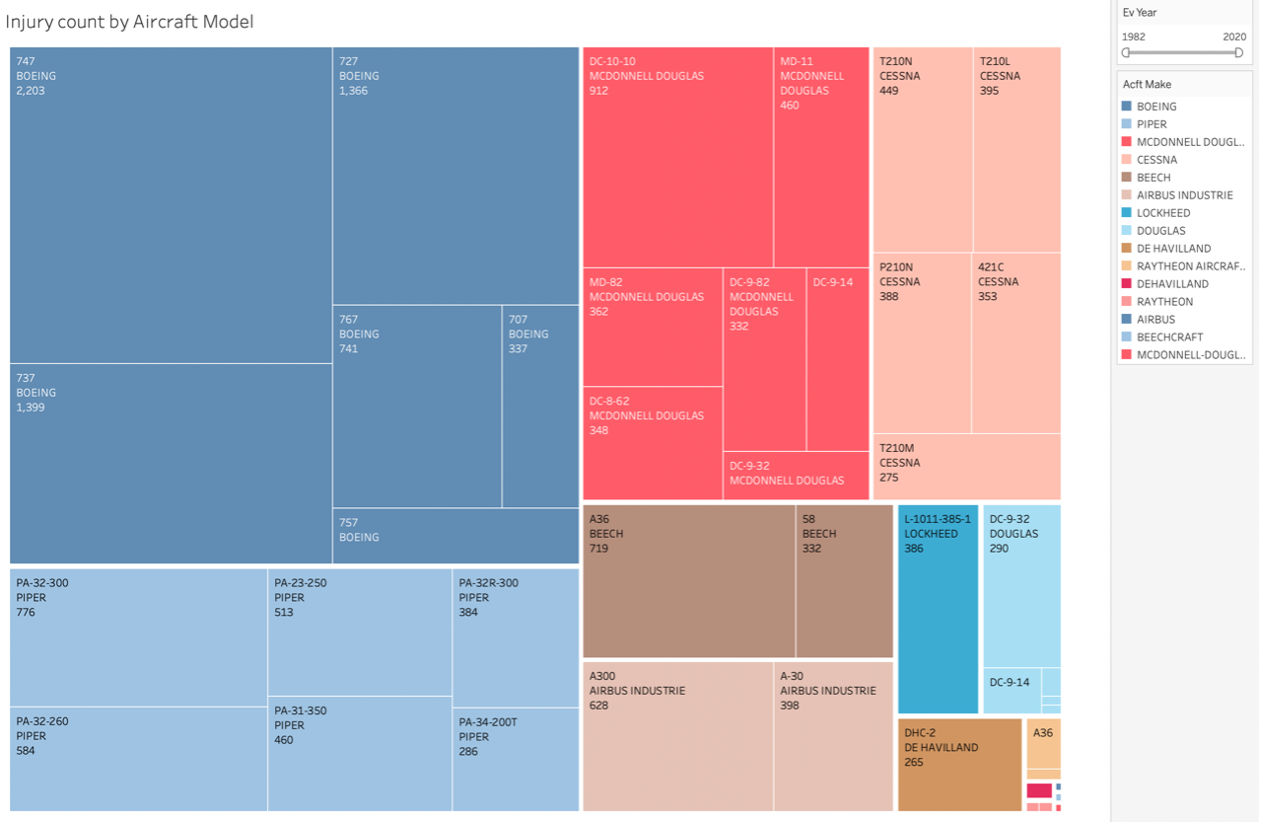 Injury count by Aircraft Model
747
BOEING
2,203
727
BOEING
1,366
737
BOEING
1,399
767
BOEING
741
707
BOEING
337
757
BOEING
PA-32-300
PIPER
776
PA-23-250
PIPER
513
PA-32R-300
PIPER
384
PA-32-260
PIPER
584
PA-31-350
PIPER
460
PA-34-200T
PIPER
286
DC-10-10
MCDONNELL DOUGLAS
912
MD-11
MCDONNELL
DOUGLAS
460
MD-82
MCDONNELL DOUGLAS
362
DC-9-82
MCDONNELL
DOUGLAS
332
DC-9-14
DC-8-62
MCDONNELL DOUGLAS
348
DC-9-32
MCDONNELL DOUGLAS
T210N
CESSNA
449
T210L
CESSNA
395
P210N
CESSNA
388
421C
CESSNA
353
T210M
CESSNA
275
A36
BEECH
719
58
BEECH
332
A300
AIRBUS INDUSTRIE
628
A-30
AIRBUS INDUSTRIE
398
L-1011-385-1
LOCKHEED
386
DC-9-32
DOUGLAS
290
DC-9-14
DHC-2
DE HAVILLAND
265
A36
Ev Year
1982 2020
Acft Make
BOEING
PIPER
MCDONNELL DOUGL..
CESSNA
BEECH
AIRBUS INDUSTRIE
LOCKHEED
DOUGLAS
DE HAVILLAND
RAYTHEON AIRCRAF..
DEHAVILLAND
RAYTHEON
AIRBUS
BEECHCRAFT
MCDONNELL-DOUGL..